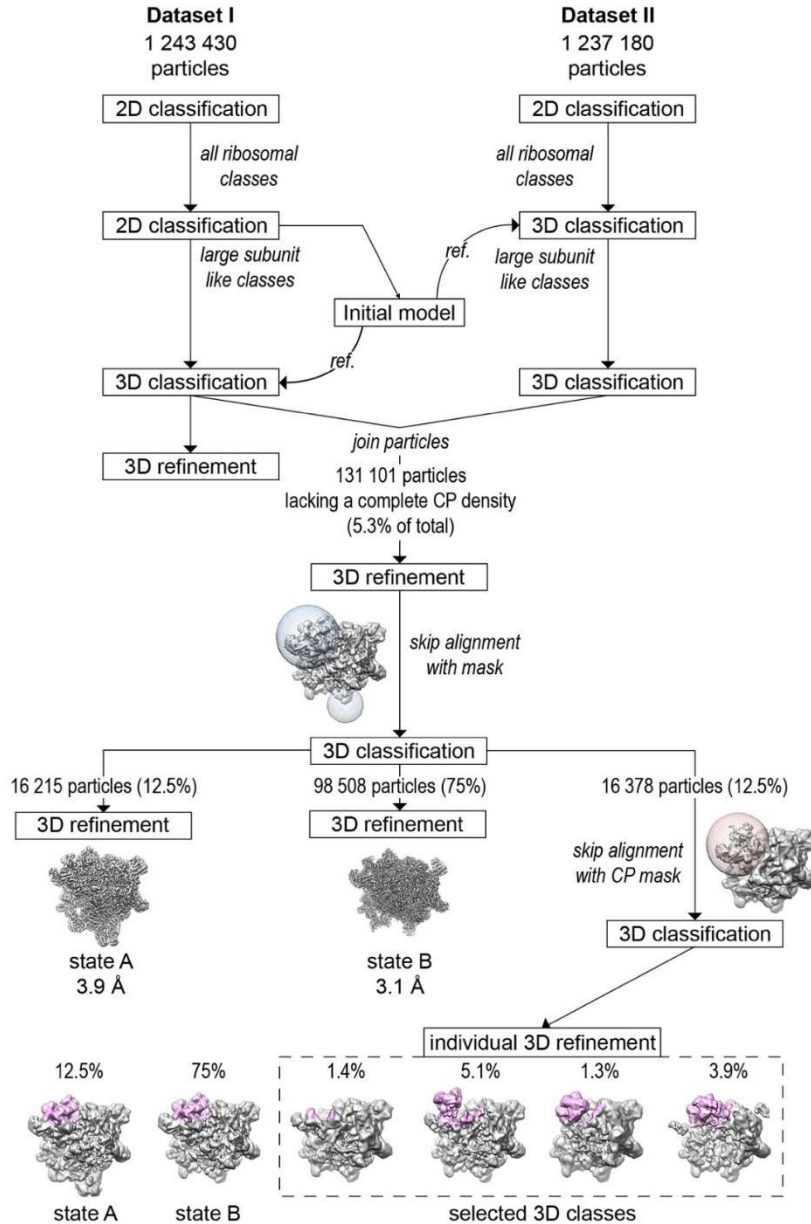 Dataset I
1 243 430
particles
Dataset II
1 237 180
particles
2D classification
2D classification
all ribosomal
classes
all ribosomal
classes
2D classification
3D classification
large subunit
like classes
ref.
large subunit
like classes
Initial model
ref.
3D classification
3D classification
join particles
3D refinement
131 101 particles
lacking a complete CP density
(5.3% of total)
3D refinement
skip alignment
with mask
3D classification
16 215 particles (12.5%)
98 508 particles (75%)
16 378 particles (12.5%)
3D refinement
3D refinement
skip alignment
with CP mask
3D classification
state A
3.9 Å
state B
3.1 Å
individual 3D refinement
12.5%
75%
1.4%
5.1%
1.3%
3.9%
state A
state B
selected 3D classes